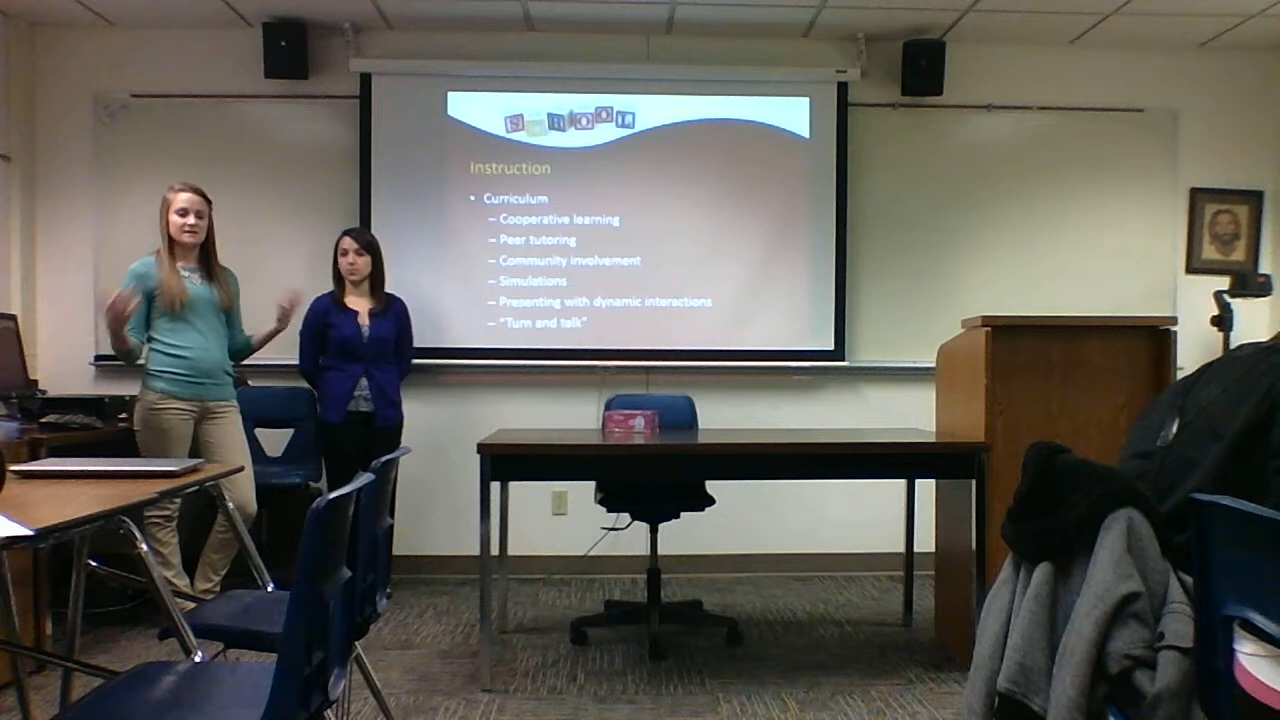 SCHOOL
Instruction
• Curriculum
– Cooperative learning
– Peer tutoring
– Community involvement
– Simulations
– Presenting with dynamic interactions
– "Turn and talk"